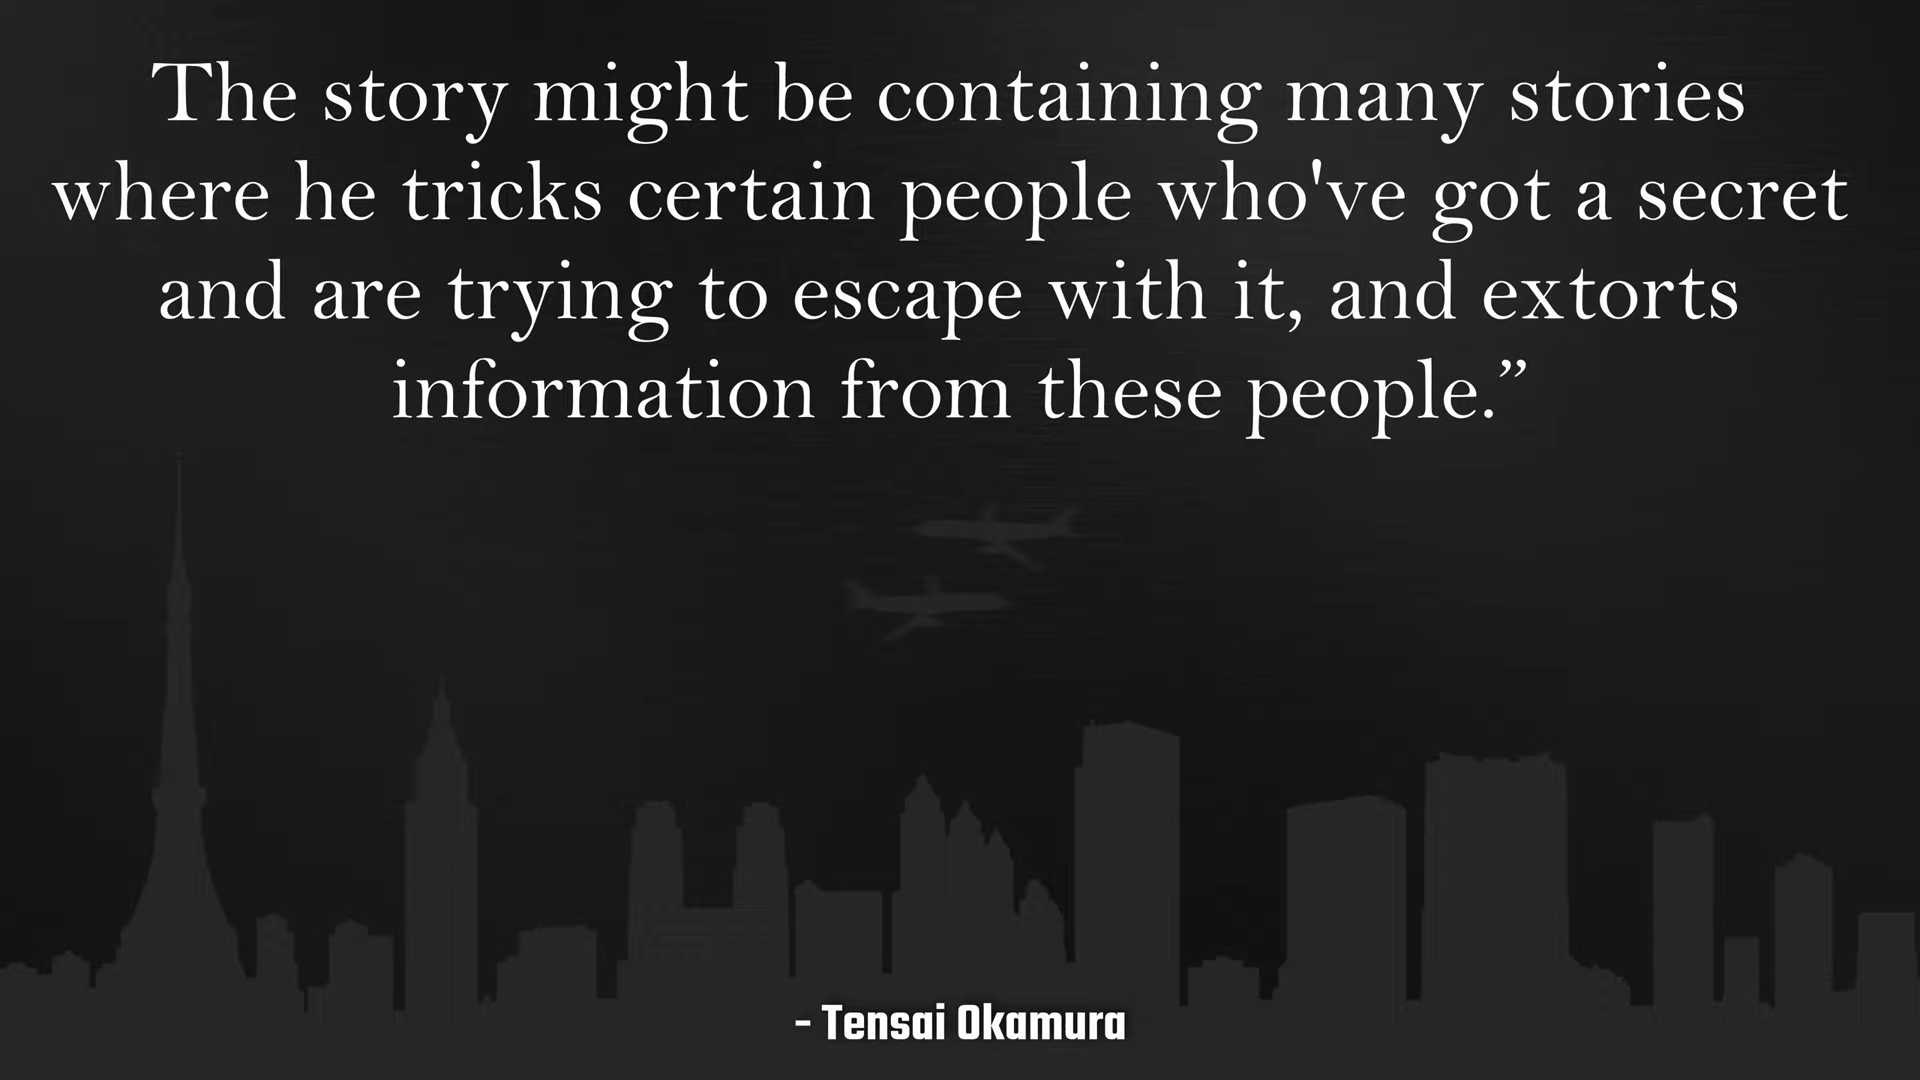 The story might be containing many stories
where he tricks certain people who've got a secret
and are trying to escape with it, and extorts
information from these people.”
- Tensai Okamura